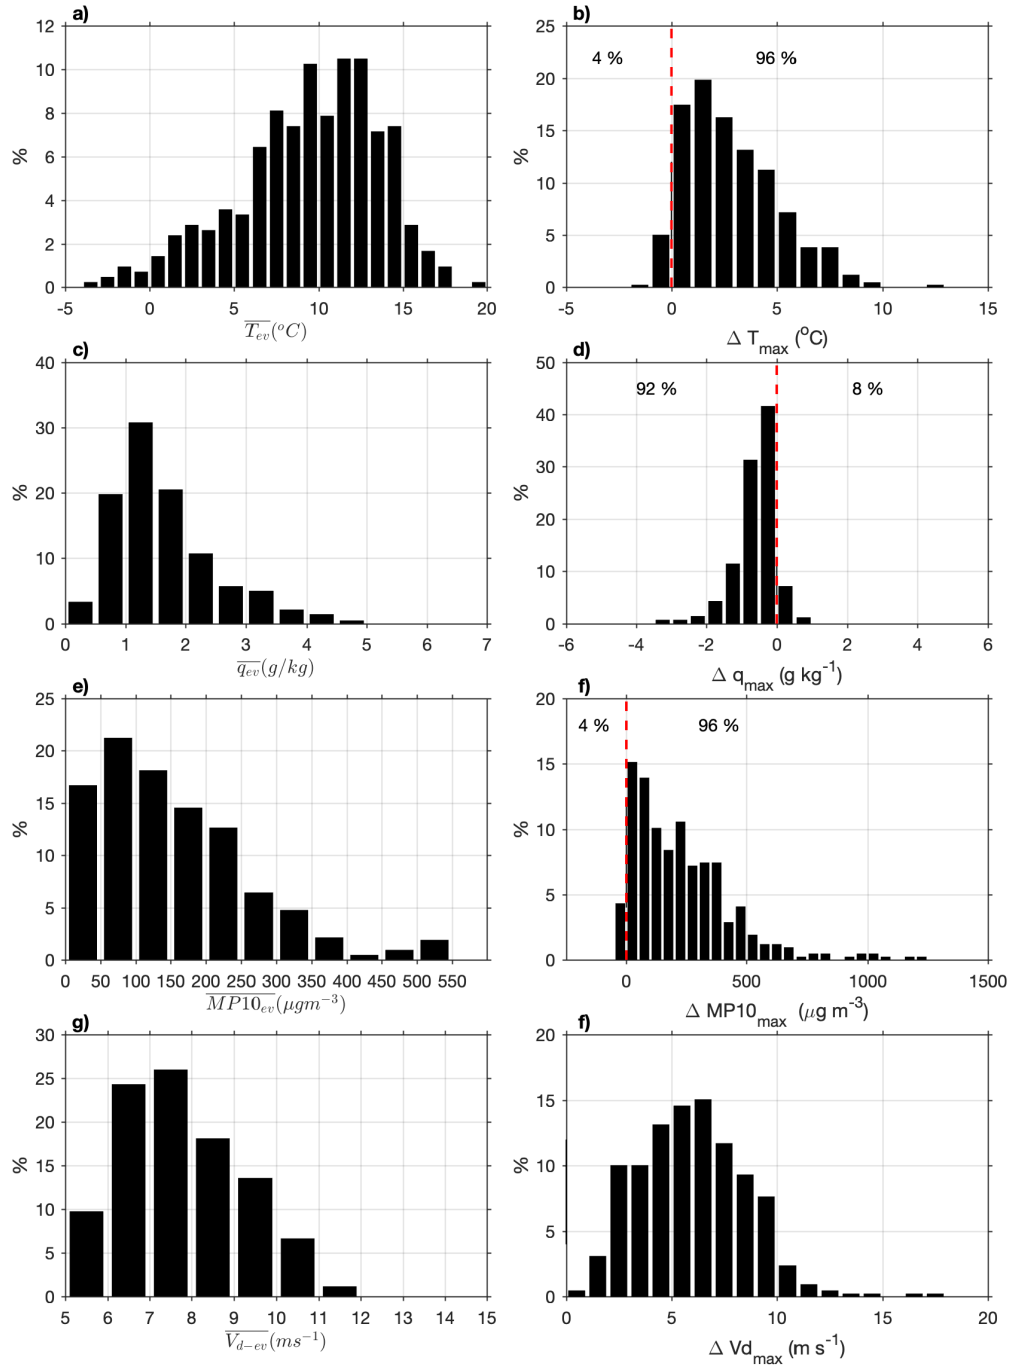 a)
12
10
8
6
4
2
0
%
-5 0 5 10 15 20
T_ev (°C)
b)
4 % 96 %
25
20
15
10
5
0
%
-5 0 5 10 15
Δ T_max (°C)
c)
40
30
20
10
0
%
0 1 2 3 4 5 6 7
q_ev (g/kg)
d)
92 % 8 %
50
40
30
20
10
0
%
-6 -4 -2 0 2 4 6
Δ q_max (g kg⁻¹)
e)
25
20
15
10
5
0
%
0 50 100 150 200 250 300 350 400 450 500 550
MP10_ev (μgm⁻³)
f)
4 % 96 %
20
15
10
5
0
%
0 500 1000 1500
Δ MP10_max (μg m⁻³)
g)
30
25
20
15
10
5
0
%
5 6 7 8 9 10 11 12 13 14 15
V_d-ev (ms⁻¹)
f)
20
15
10
5
0
%
0 5 10 15 20
Δ Vd_max (m s⁻¹)